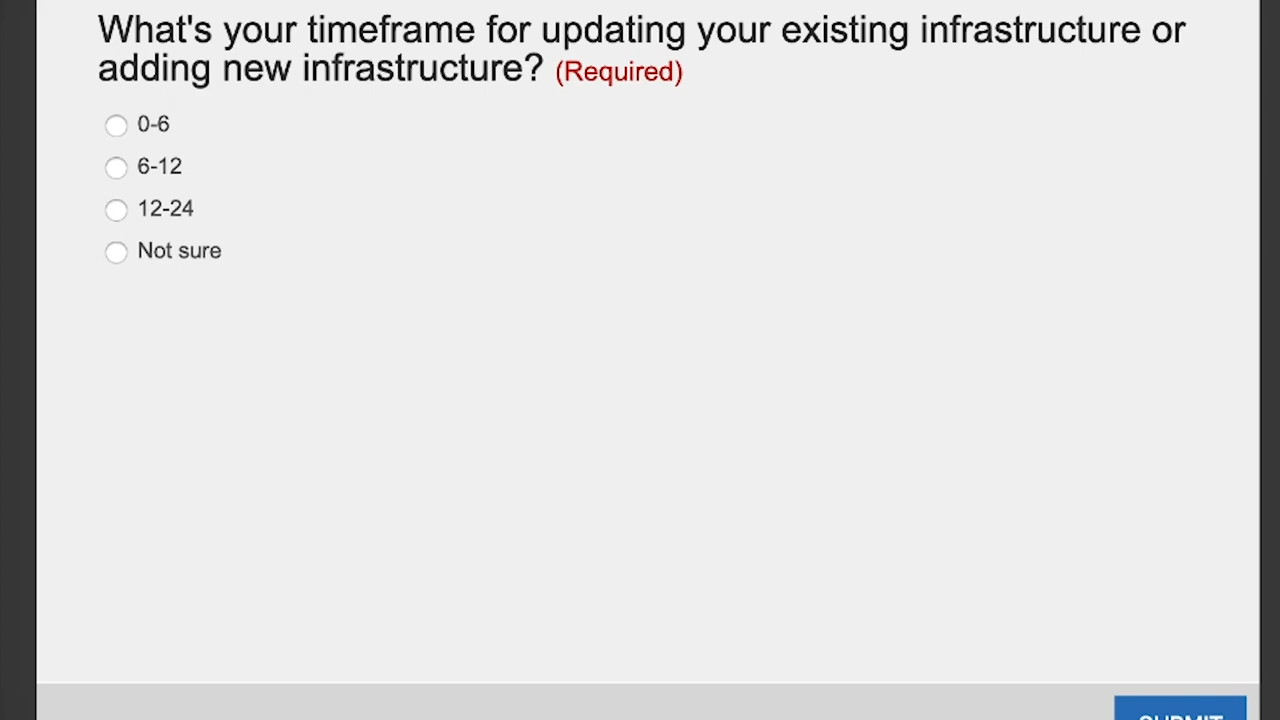 What's your timeframe for updating your existing infrastructure or
adding new infrastructure? (Required)
0-6
6-12
12-24
Not sure
SUBMIT